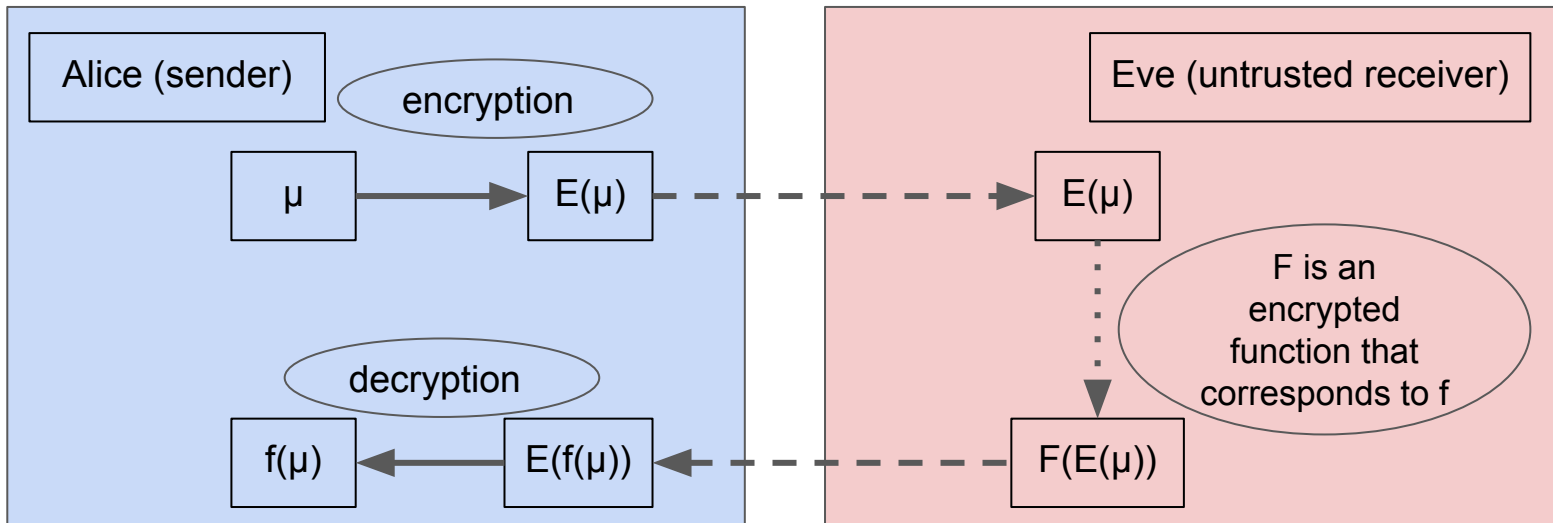 Alice (sender)
encryption
Eve (untrusted receiver)
µ
E(µ)
E(µ)
F is an
encrypted
function that
corresponds to f
decryption
f(µ)
E(f(µ))
F(E(µ))